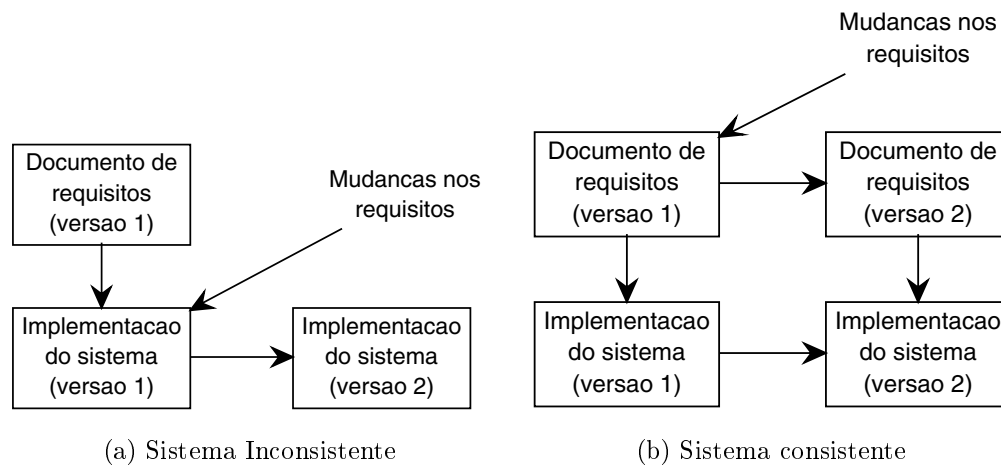 Documento de
requisitos
(versao 1)
Mudancas nos
requisitos
Implementacao
do sistema
(versao 1)
Implementacao
do sistema
(versao 2)
(a) Sistema Inconsistente
Mudancas nos
requisitos
Documento de
requisitos
(versao 1)
Documento de
requisitos
(versao 2)
Implementacao
do sistema
(versao 1)
Implementacao
do sistema
(versao 2)
(b) Sistema consistente